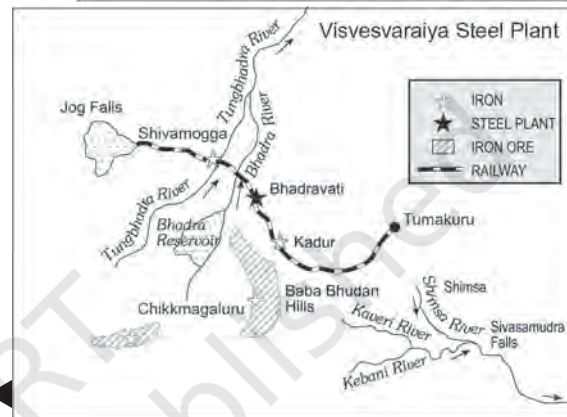 Visvesvaraiya Steel Plant
Tungbhadra River
Jog Falls
IRON
STEEL PLANT
IRON ORE
RAILWAY
Shivamogga
Bhadra River
Bhadravati
Tungbhadra River
Bhadra
Reservoir
Tumakuru
Kadur
Chikkmagaluru
Baba Bhudan
Hills
Shimsa
Shimsa River
Kaveri River
Sivasamudra
Falls
Kebani River